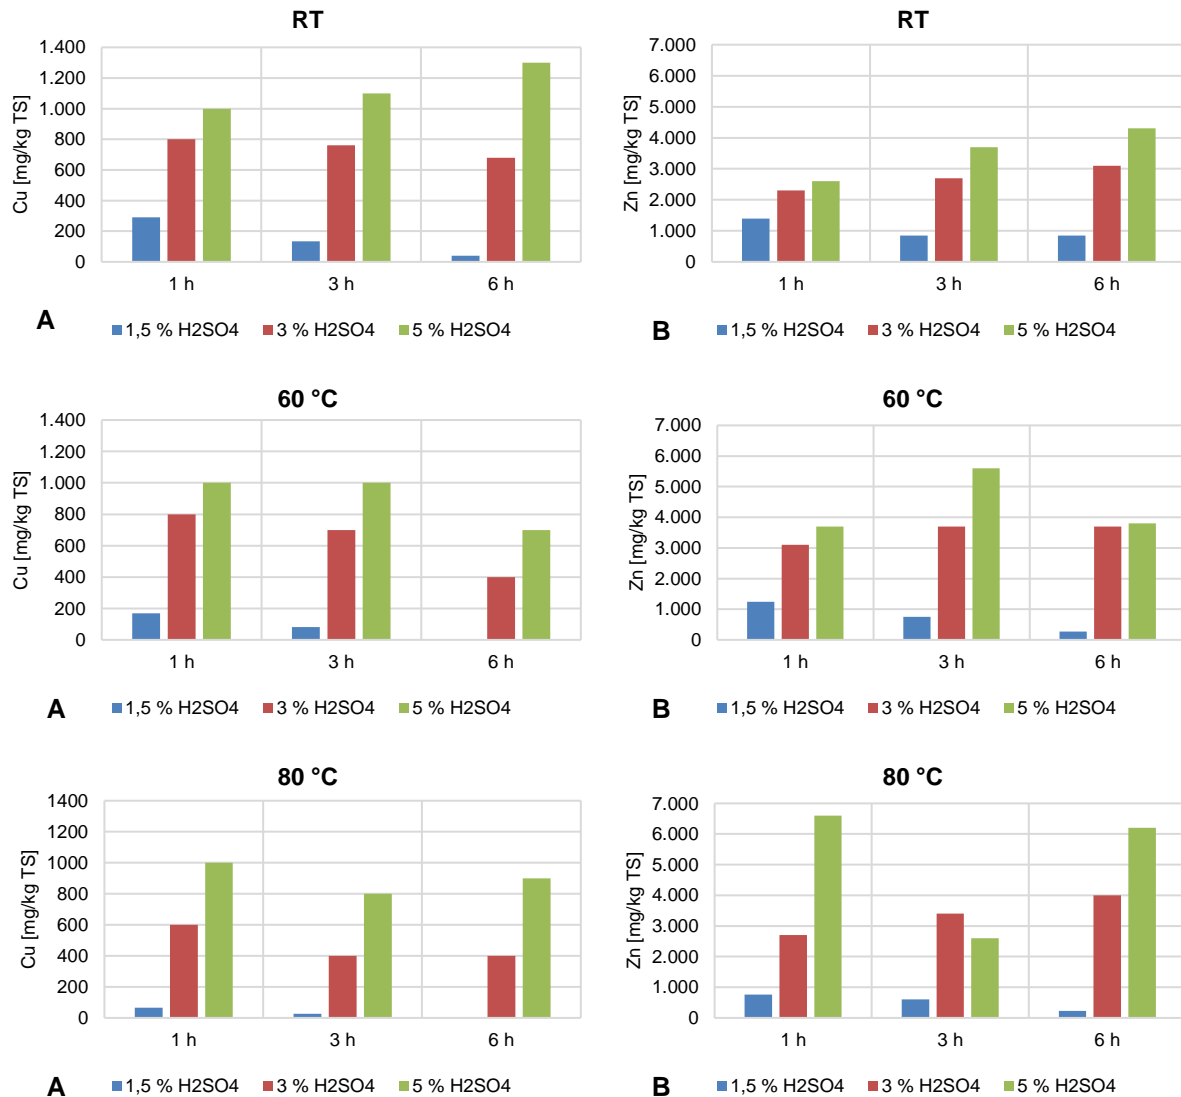 RT
Cu [mg/kg TS]
1.400
1.200
1.000
800
600
400
200
0
1 h 3 h 6 h
A
1,5 % H2SO4 3 % H2SO4 5 % H2SO4
RT
Zn [mg/kg TS]
7.000
6.000
5.000
4.000
3.000
2.000
1.000
0
1 h 3 h 6 h
B
1,5 % H2SO4 3 % H2SO4 5 % H2SO4
60 °C
Cu [mg/kg TS]
1.400
1.200
1.000
800
600
400
200
0
1 h 3 h 6 h
A 1,5 % H2SO4 3 % H2SO4 5 % H2SO4
60 °C
Zn [mg/kg TS]
7.000
6.000
5.000
4.000
3.000
2.000
1.000
0
1 h 3 h 6 h
B 1,5 % H2SO4 3 % H2SO4 5 % H2SO4
80 °C
Cu [mg/kg TS]
1400
1200
1000
800
600
400
200
0
1 h 3 h 6 h
A 1,5 % H2SO4 3 % H2SO4 5 % H2SO4
80 °C
Zn [mg/kg TS]
7.000
6.000
5.000
4.000
3.000
2.000
1.000
0
1 h 3 h 6 h
B 1,5 % H2SO4 3 % H2SO4 5 % H2SO4